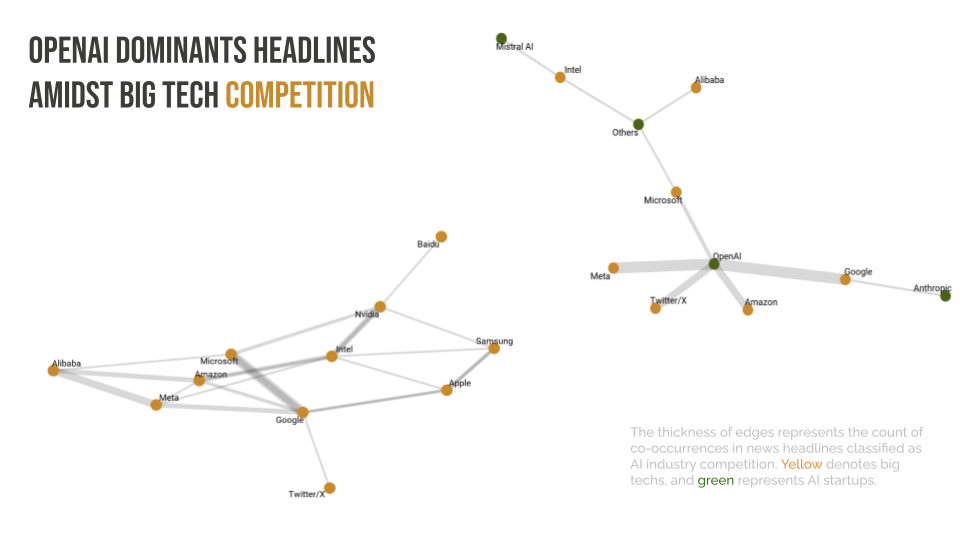 OPENAI DOMINANTS HEADLINES
AMIDST BIG TECH COMPETITION
Mistral AI
Intel
Alibaba
Others
Microsoft
OpenAI
Meta
Google
Twitter/X
Amazon
Anthropic
Baidu
Nvidia
Samsung
Intel
Microsoft
Alibaba
Amazon
Apple
Meta
Google
Twitter/X
The thickness of edges represents the count of
co-occurrences in news headlines classified as
AI industry competition. Yellow denotes big
techs, and green represents AI startups.